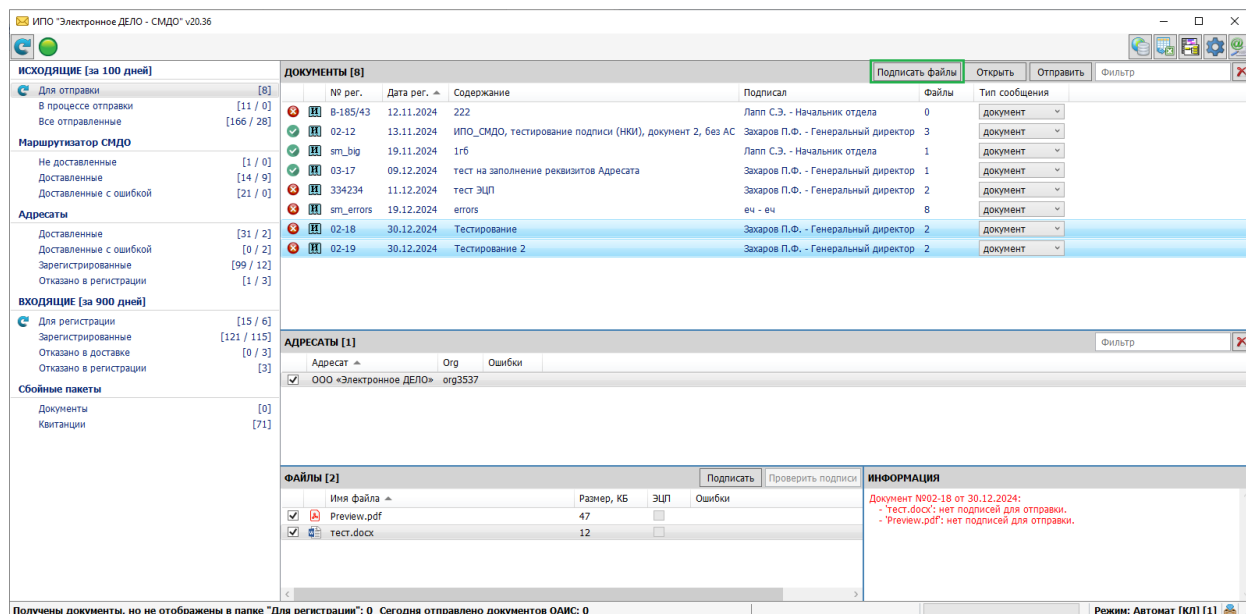 ИПО "Электронное ДЕЛО - СМДО" v20.36
ИСХОДЯЩИЕ [за 100 дней]
Для отправки [8]
В процессе отправки [11 / 0]
Все отправленные [166 / 28]
Маршрутизатор СМДО
Не доставленные [1 / 0]
Доставленные [14 / 9]
Доставленные с ошибкой [21 / 0]
Адресаты
Доставленные [31 / 2]
Доставленные с ошибкой [0 / 2]
Зарегистрированные [99 / 12]
Отказано в регистрации [1 / 3]
ВХОДЯЩИЕ [за 900 дней]
Для регистрации [15 / 6]
Зарегистрированные [121 / 115]
Отказано в доставке [0 / 3]
Отказано в регистрации [3]
Сбойные пакеты
Документы [0]
Квитанции [71]
ДОКУМЕНТЫ [8] Подписать файлы Открыть Отправить Фильтр
№ рег. Дата рег. Содержание Подписал Файлы Тип сообщения
И В-185/43 12.11.2024 222 Лапп С.Э. - Начальник отдела 0 документ
И 02-12 13.11.2024 ИПО_СМДО, тестирование подписи (НКИ), документ 2, без АС Захаров П.Ф. - Генеральный директор 3 документ
И sm_big 19.11.2024 1гб Лапп С.Э. - Начальник отдела 1 документ
И 03-17 09.12.2024 тест на заполнение реквизитов Адресата Захаров П.Ф. - Генеральный директор 1 документ
И 334234 11.12.2024 тест ЭЦП Захаров П.Ф. - Генеральный директор 2 документ
И sm_errors 19.12.2024 errors еч - еч 8 документ
И 02-18 30.12.2024 Тестирование Захаров П.Ф. - Генеральный директор 2 документ
И 02-19 30.12.2024 Тестирование 2 Захаров П.Ф. - Генеральный директор 2 документ
АДРЕСАТЫ [1] Фильтр
Адресат Org Ошибки
ООО «Электронное ДЕЛО» org3537
ФАЙЛЫ [2] Подписать Проверить подписи
Имя файла Размер, КБ ЭЦП Ошибки
Preview.pdf 47
тест.docx 12
ИНФОРМАЦИЯ
Документ №02-18 от 30.12.2024:
- 'тест.docx': нет подписей для отправки.
- 'Preview.pdf': нет подписей для отправки.
Получены документы, но не отображены в папке "Для регистрации": 0 Сегодня отправлено документов ОАИС: 0 Режим: Автомат [КЛ] [1]